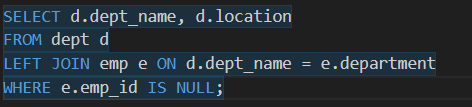 SELECT d.dept_name, d.location
FROM dept d
LEFT JOIN emp e ON d.dept_name = e.department
WHERE e.emp_id IS NULL;